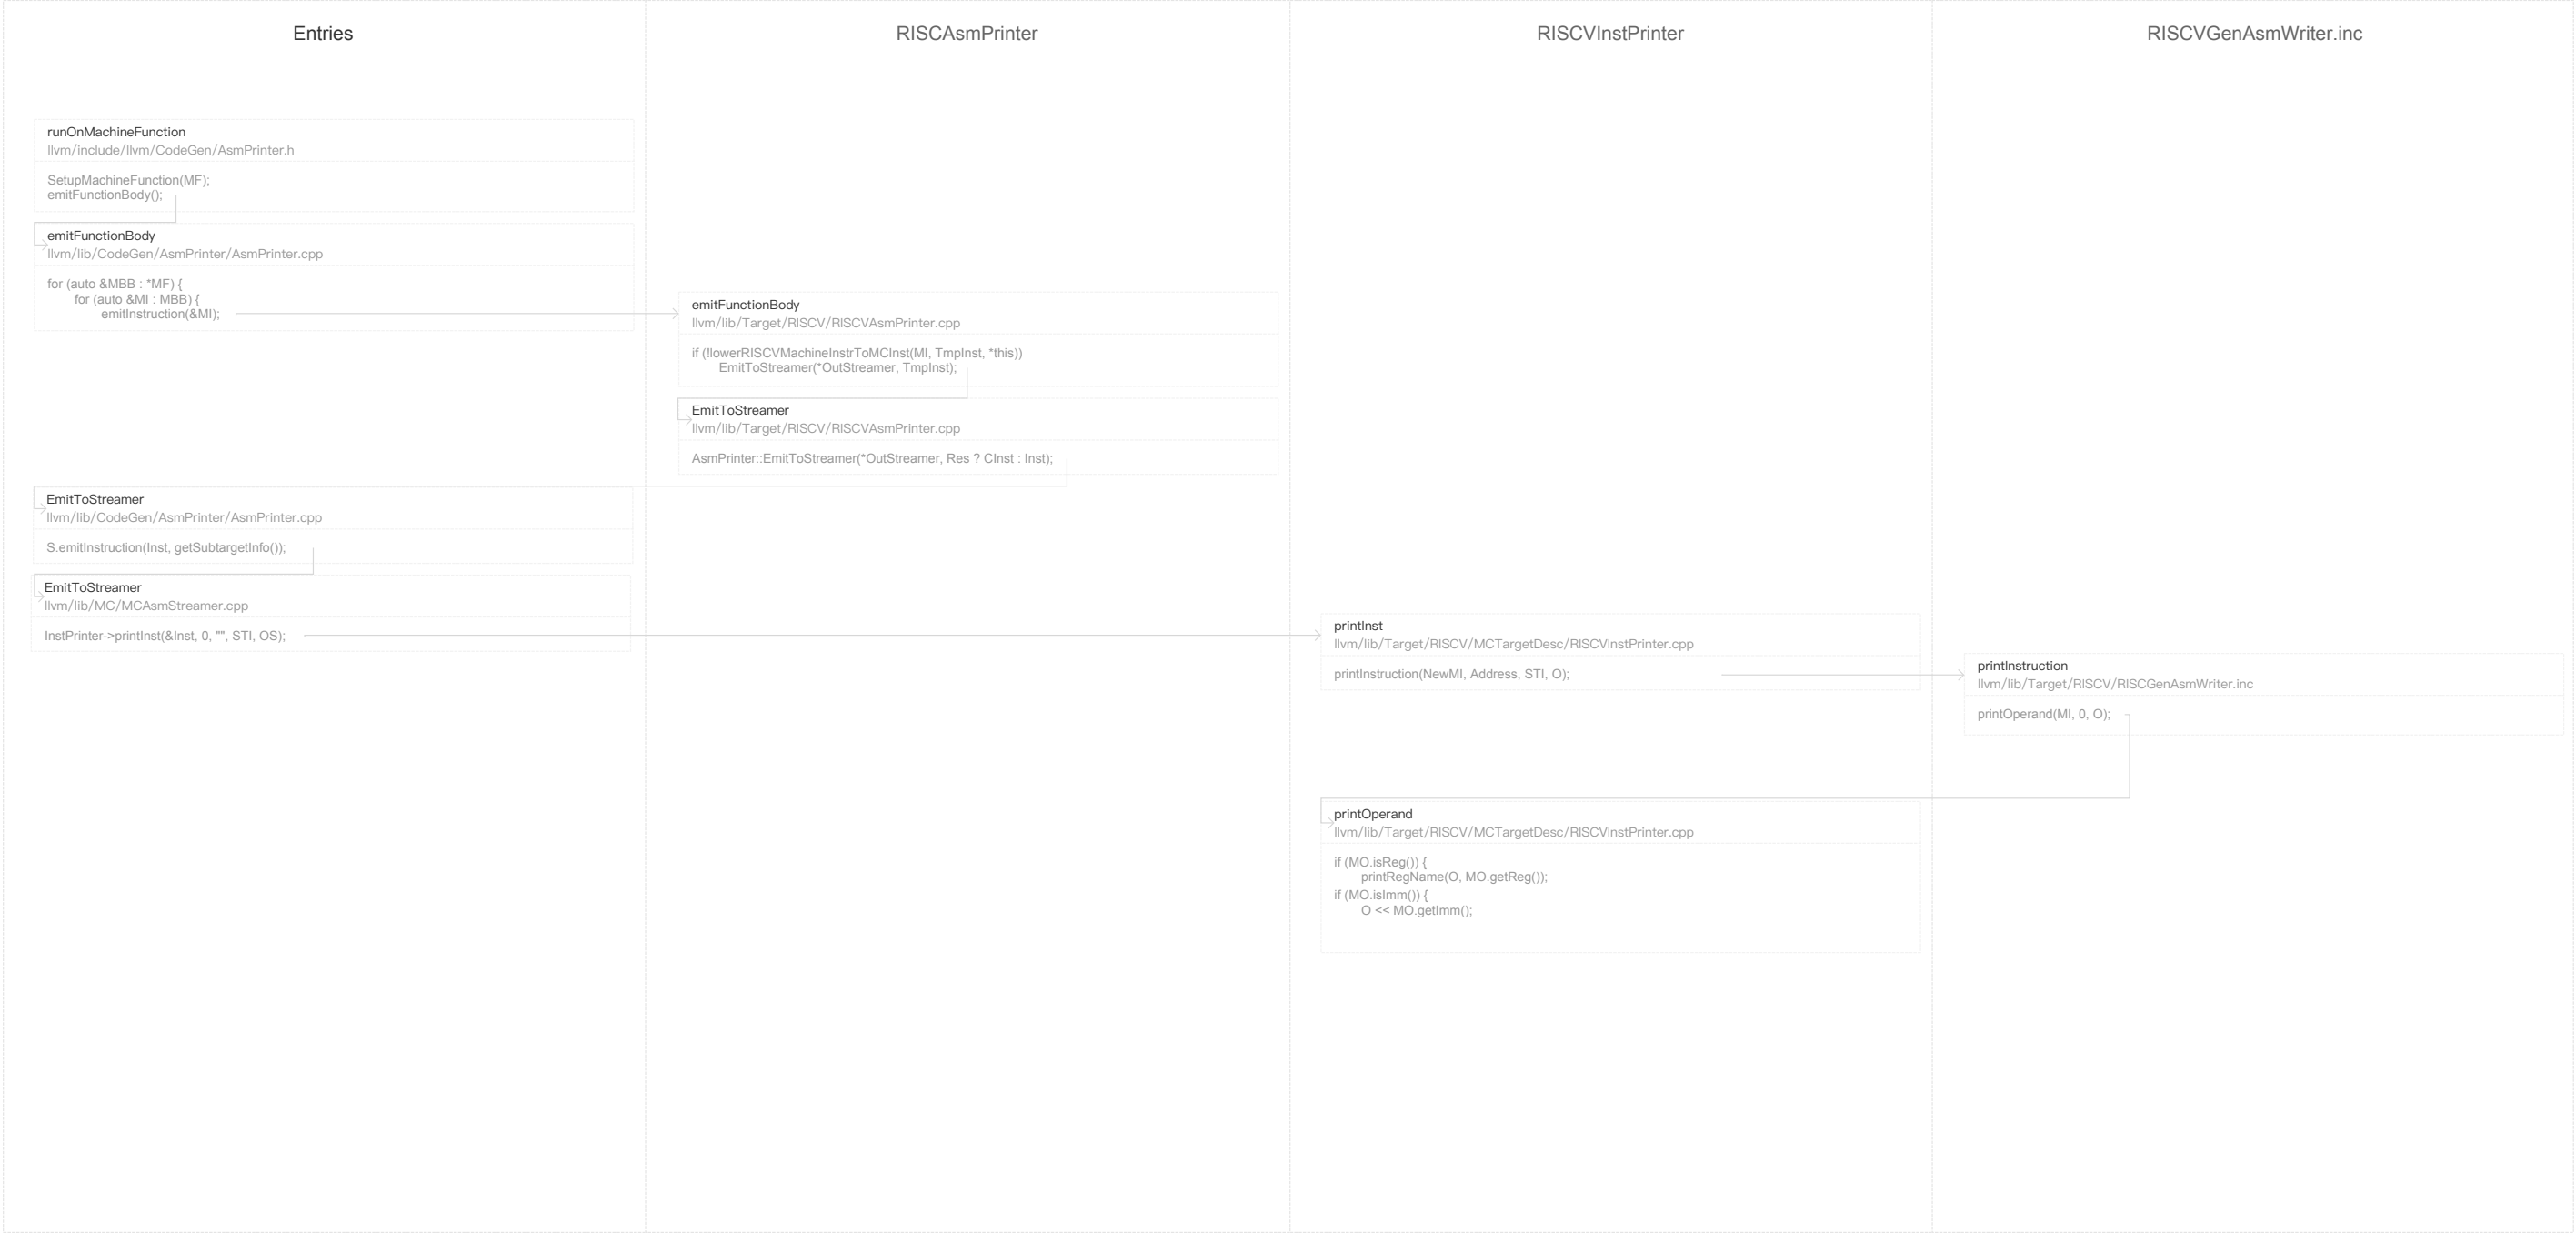 Entries
RISCAsmPrinter
RISCVInstPrinter
RISCVGenAsmWriter.inc
runOnMachineFunction
llvm/include/llvm/CodeGen/AsmPrinter.h
SetupMachineFunction(MF);
emitFunctionBody();
emitFunctionBody
llvm/lib/CodeGen/AsmPrinter/AsmPrinter.cpp
for (auto &MBB : *MF) {
for (auto &MI : MBB) {
emitInstruction(&MI);
emitFunctionBody
llvm/lib/Target/RISCV/RISCVAsmPrinter.cpp
if (!lowerRISCVMachineInstrToMCInst(MI, TmpInst, *this))
EmitToStreamer(*OutStreamer, TmpInst);
EmitToStreamer
llvm/lib/Target/RISCV/RISCVAsmPrinter.cpp
AsmPrinter::EmitToStreamer(*OutStreamer, Res ? CInst : Inst);
EmitToStreamer
llvm/lib/CodeGen/AsmPrinter/AsmPrinter.cpp
S.emitInstruction(Inst, getSubtargetInfo());
EmitToStreamer
llvm/lib/MC/MCAsmStreamer.cpp
InstPrinter->printInst(&Inst, 0, "", STI, OS);
printInst
llvm/lib/Target/RISCV/MCTargetDesc/RISCVInstPrinter.cpp
printInstruction(NewMI, Address, STI, O);
printInstruction
llvm/lib/Target/RISCV/RISCGenAsmWriter.inc
printOperand(MI, 0, O);
printOperand
llvm/lib/Target/RISCV/MCTargetDesc/RISCVInstPrinter.cpp
if (MO.isReg()) {
printRegName(O, MO.getReg());
if (MO.isImm()) {
O << MO.getImm();